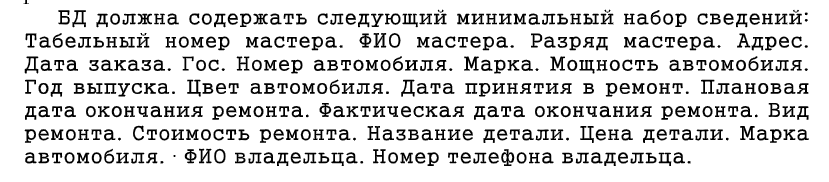 БД должна содержать следующий минимальный набор сведений:
Табельный номер мастера. ФИО мастера. Разряд мастера. Адрес.
Дата заказа. Гос. Номер автомобиля. Марка. Мощность автомобиля.
Год выпуска. Цвет автомобиля. Дата принятия в ремонт. Плановая
дата окончания ремонта. Фактическая дата окончания ремонта. Вид
ремонта. Стоимость ремонта. Название детали. Цена детали. Марка
автомобиля. · ФИО владельца. Номер телефона владельца.